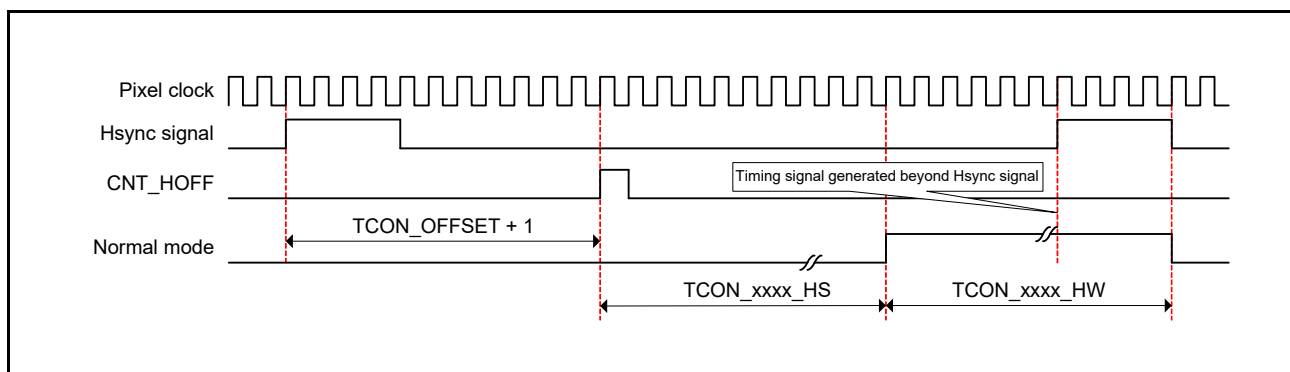 Pixel clock
Hsync signal
CNT_HOFF
Timing signal generated beyond Hsync signal
TCON_OFFSET + 1
Normal mode
TCON_xxxx_HS
TCON_xxxx_HW